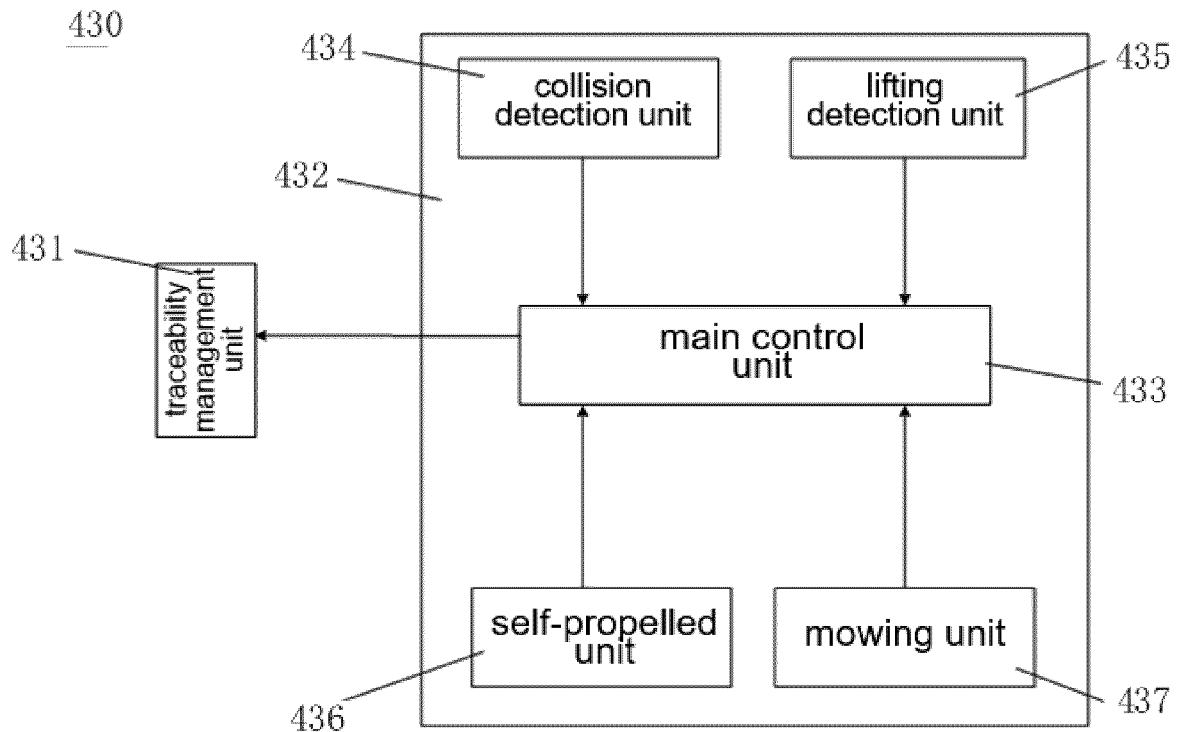 430
434
collision
detection unit
lifting
detection unit
435
432
431
traceability
management
unit
main control
unit
433
self-propelled
unit
mowing unit
436
437